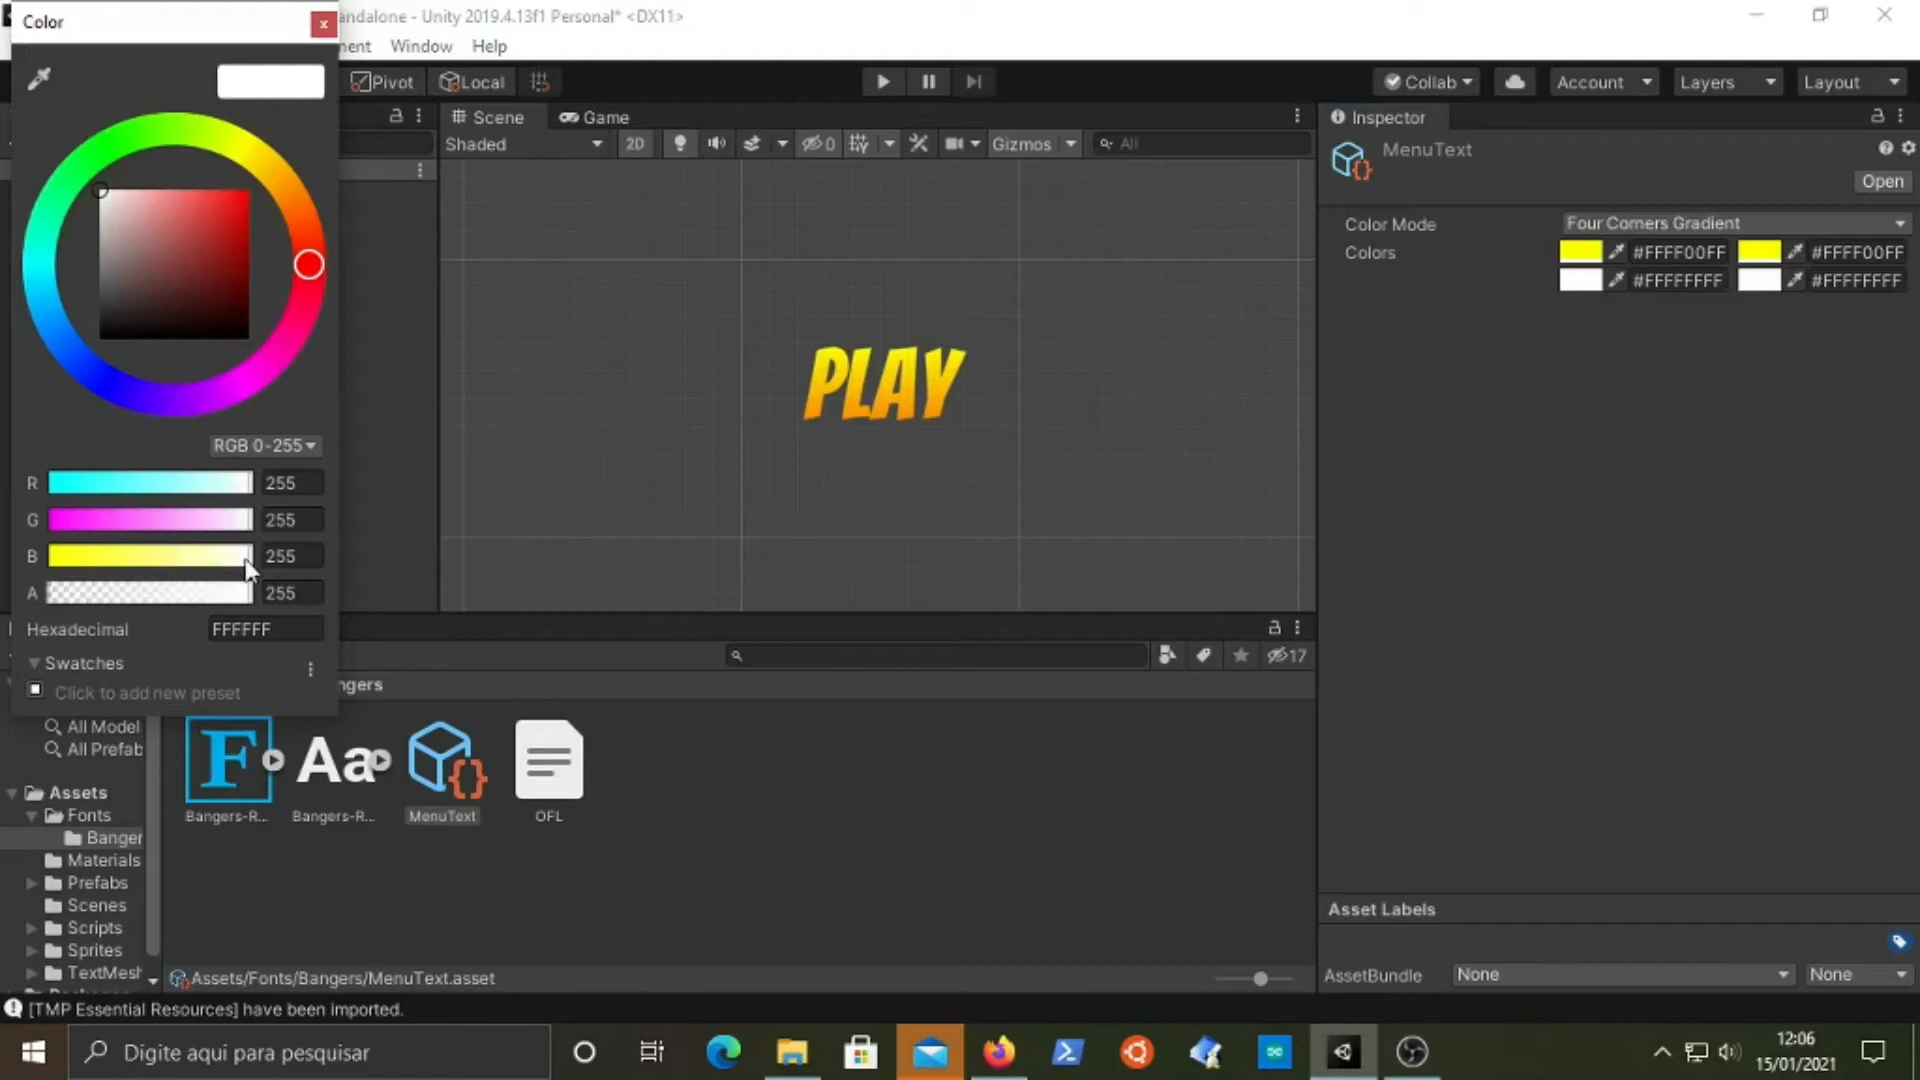 Color
x
andalone - Unity 2019.4.13f1 Personal* <DX11>
nent Window Help
Pivot Local
Collab Account Layers Layout
Scene Game
Shaded 2D 0 Gizmos All
Inspector
MenuText
Open
Color Mode Four Corners Gradient
Colors #FFFF00FF #FFFF00FF
#FFFFFFFF #FFFFFFFF
PLAY
RGB 0-255
R 255
G 255
B 255
A 255
Hexadecimal FFFFFF
Swatches
Click to add new preset
17
ngers
All Model
All Prefab
Assets
Fonts
Banger
Materials
Prefabs
Scenes
Scripts
Sprites
TextMesh
F Aa {}
Bangers-R... Bangers-R... MenuText OFL
Assets/Fonts/Bangers/MenuText.asset
Asset Labels
AssetBundle None None
[TMP Essential Resources] have been imported.
Digite aqui para pesquisar
12:06
15/01/2021